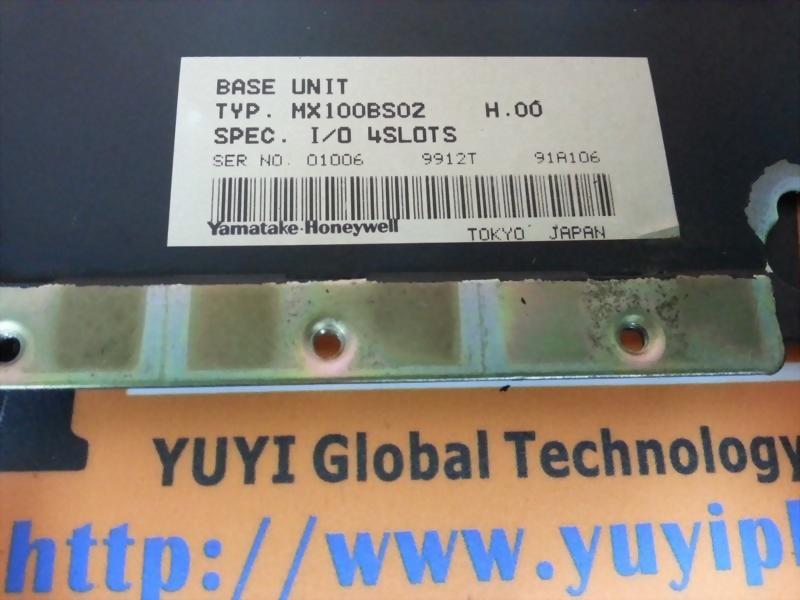 BASE UNIT
TYP. MX100BS02 H.00
SPEC. I/O 4SLOTS
SER NO. 01006 9912T 91A106
Yamatake-Honeywell TOKYO JAPAN
YUYI Global Technology
http://www.yuyipl